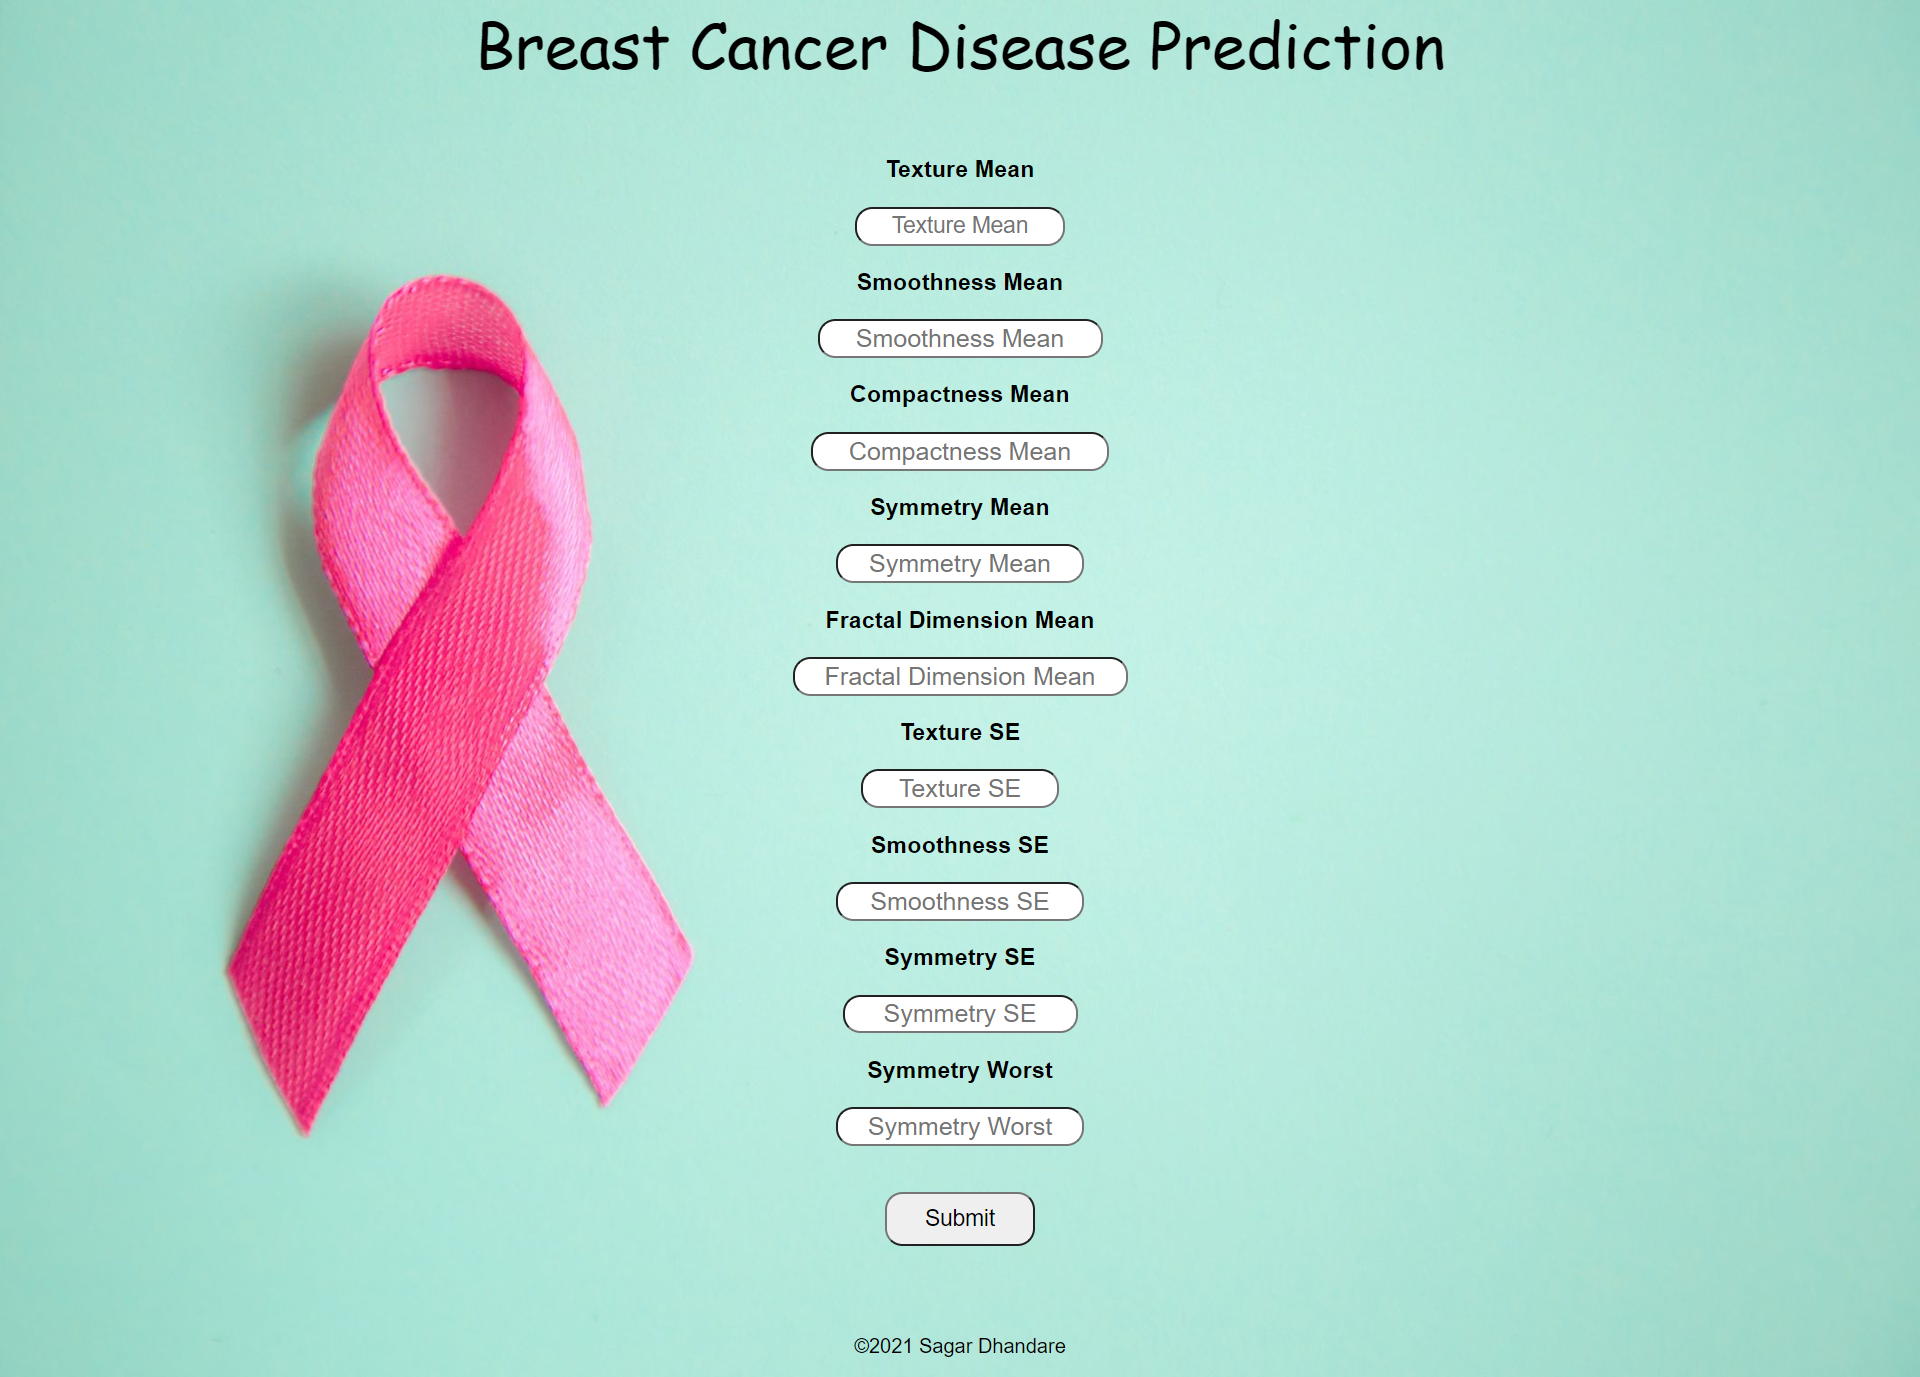 Breast Cancer Disease Prediction
Texture Mean
Texture Mean
Smoothness Mean
Smoothness Mean
Compactness Mean
Compactness Mean
Symmetry Mean
Symmetry Mean
Fractal Dimension Mean
Fractal Dimension Mean
Texture SE
Texture SE
Smoothness SE
Smoothness SE
Symmetry SE
Symmetry SE
Symmetry Worst
Symmetry Worst
Submit
©2021 Sagar Dhandare